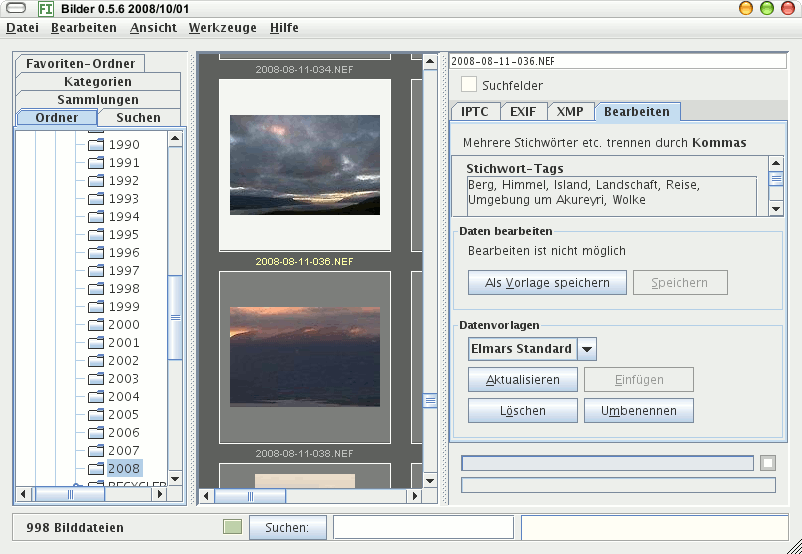 FI Bilder 0.5.6 2008/10/01
Datei Bearbeiten Ansicht Werkzeuge Hilfe
Favoriten-Ordner
Kategorien
Sammlungen
Ordner Suchen
1990
1991
1992
1993
1994
1995
1996
1997
1998
1999
2000
2001
2002
2003
2004
2005
2006
2007
2008
RECYCLER
2008-08-11-034.NEF
2008-08-11-036.NEF
2008-08-11-038.NEF
2008-08-11-036.NEF
Suchfelder
IPTC EXIF XMP Bearbeiten
Mehrere Stichwörter etc. trennen durch Kommas
Stichwort-Tags
Berg, Himmel, Island, Landschaft, Reise,
Umgebung um Akureyri, Wolke
Daten bearbeiten
Bearbeiten ist nicht möglich
Als Vorlage speichern Speichern
Datenvorlagen
Elmars Standard
Aktualisieren Einfügen
Löschen Umbenennen
998 Bilddateien Suchen: